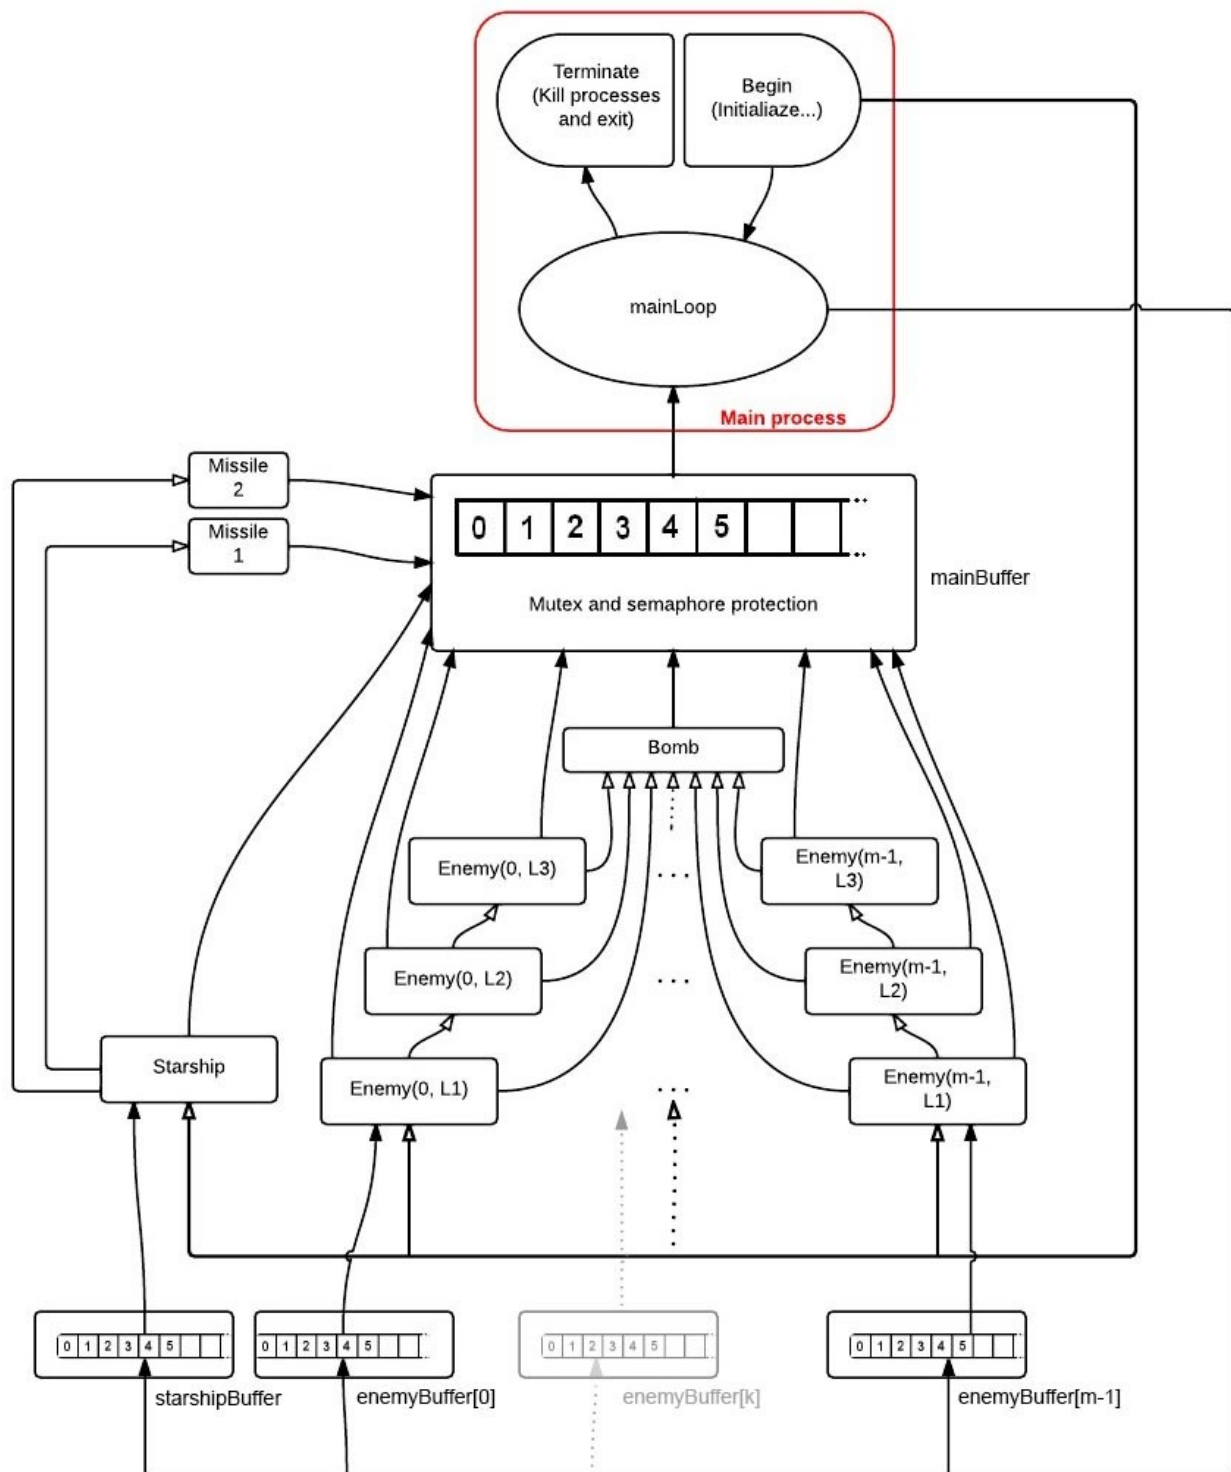 Terminate
(Kill processes
and exit)
Begin
(Initialiaze...)
mainLoop
Main process
Missile
2
Missile
1
0 1 2 3 4 5
Mutex and semaphore protection
mainBuffer
Bomb
Enemy(0, L3)
...
Enemy(m-1,
L3)
Enemy(0, L2)
...
Enemy(m-1,
L2)
Starship
Enemy(0, L1)
...
Enemy(m-1,
L1)
0 1 2 3 4 5
0 1 2 3 4 5
0 1 2 3 4 5
0 1 2 3 4 5
starshipBuffer
enemyBuffer[0]
enemyBuffer[k]
enemyBuffer[m-1]